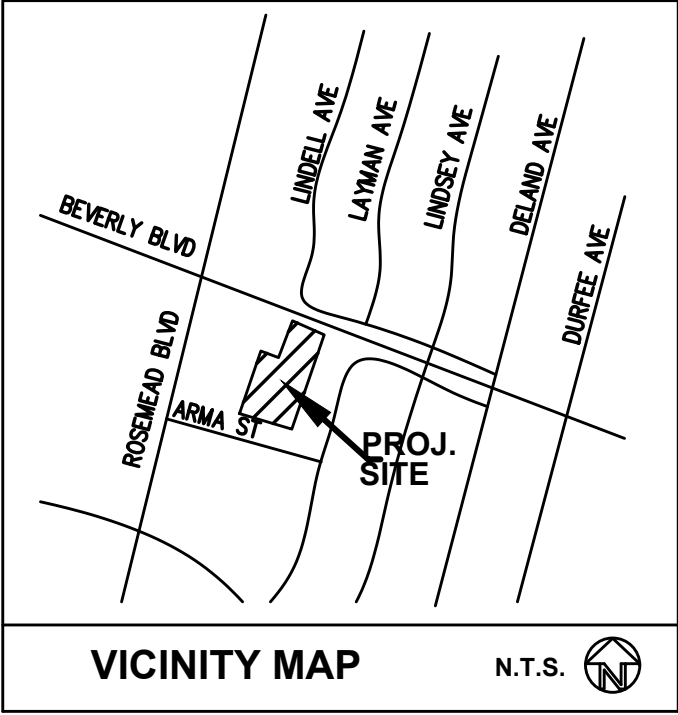 LINDELL AVE
LAYMAN AVE
LINDSEY AVE
DELAND AVE
DURFEE AVE
BEVERLY BLVD
ROSEMEAD BLVD
ARMA ST
PROJ.
SITE
VICINITY MAP
N.T.S.
N